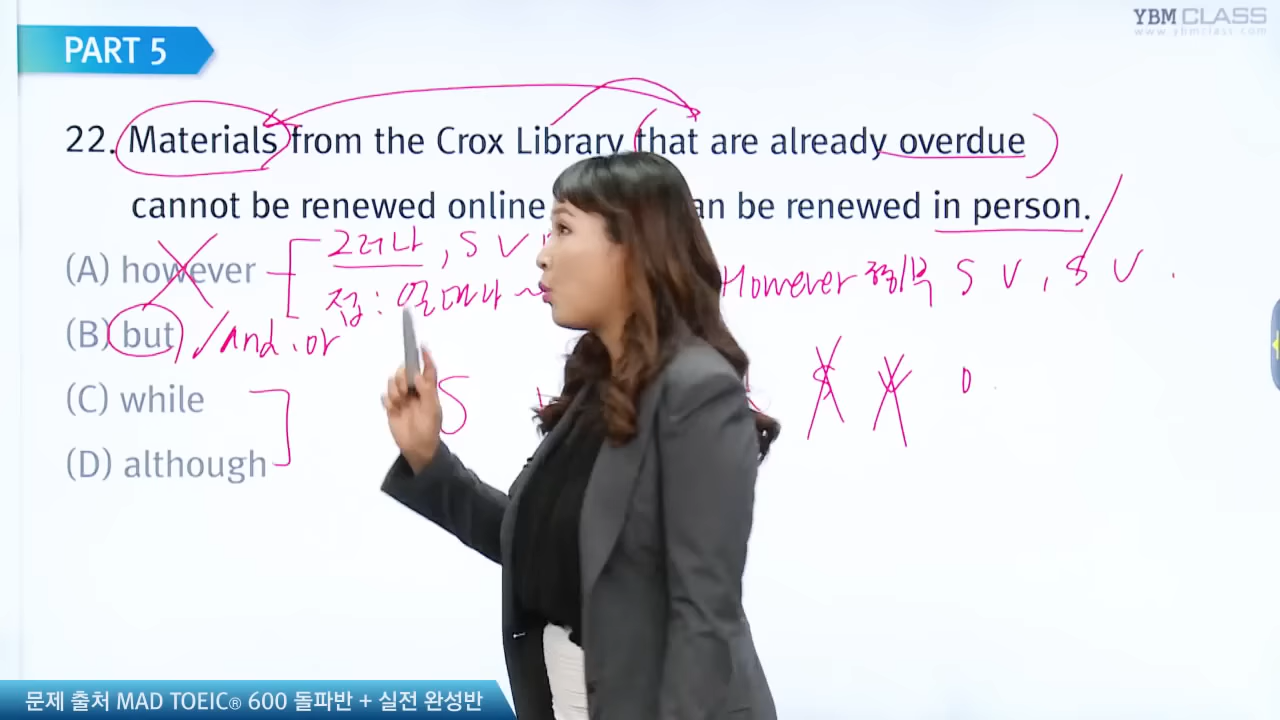 YBM CLASS
www.ybmclass.com
PART 5
22. Materials from the Crox Library that are already overdue
cannot be renewed online an be renewed in person.
(A) however
그러나, S V
접: 열대나 ~
However 형/부 S V, S V.
(B) but
/ and . or
(C) while
S
(D) although
문제 출처 MAD TOEIC® 600 돌파반 + 실전 완성반